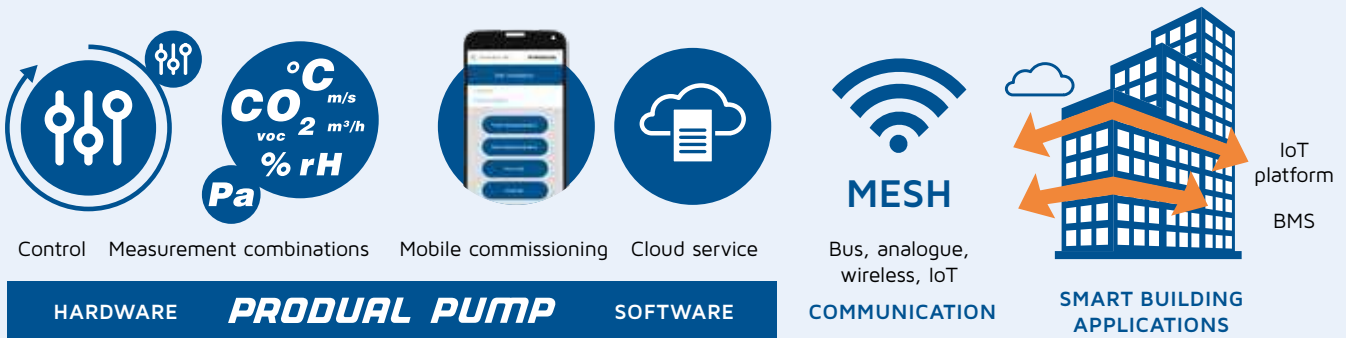 °C
CO2
m/s
voc
m³/h
% rH
Pa
MESH
IoT
platform
BMS
Control
Measurement combinations
Mobile commissioning
Cloud service
Bus, analogue,
wireless, IoT
HARDWARE
PRODUAL PUMP
SOFTWARE
COMMUNICATION
SMART BUILDING
APPLICATIONS